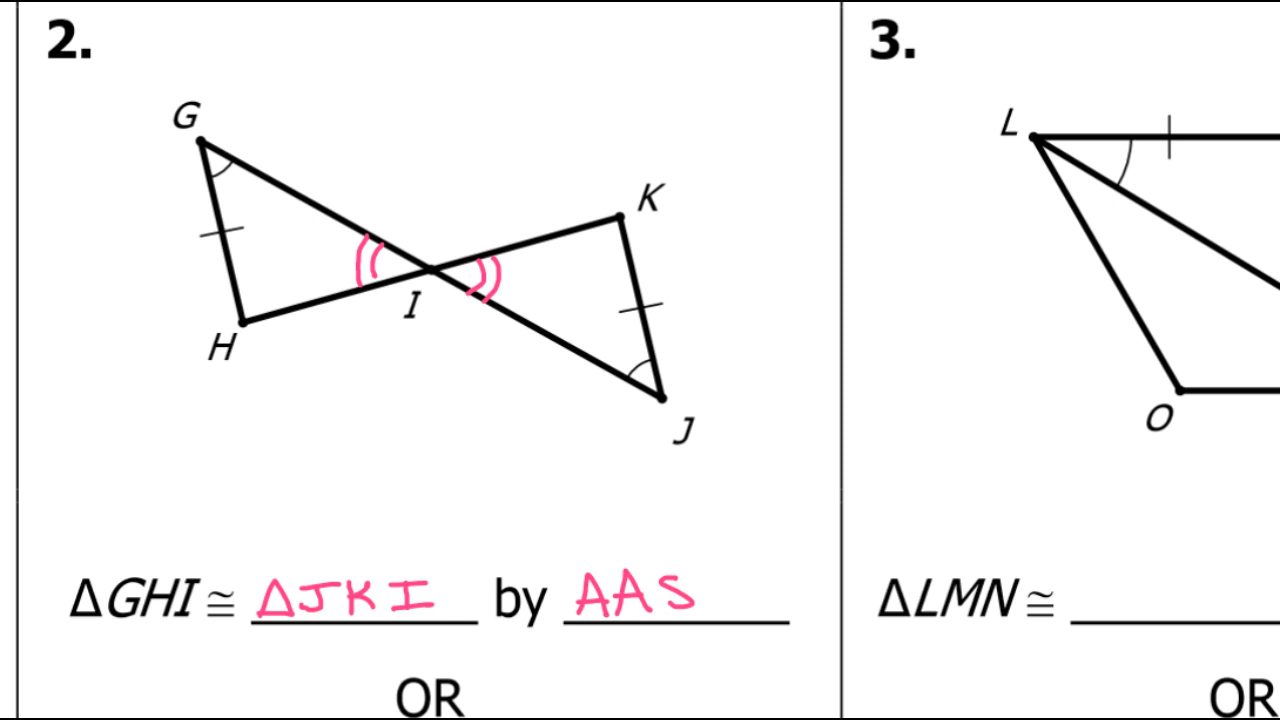 2.
G
K
I
H
J
ΔGHI ≅ ΔJKI by AAS
OR
3.
L
O
ΔLMN ≅
OR